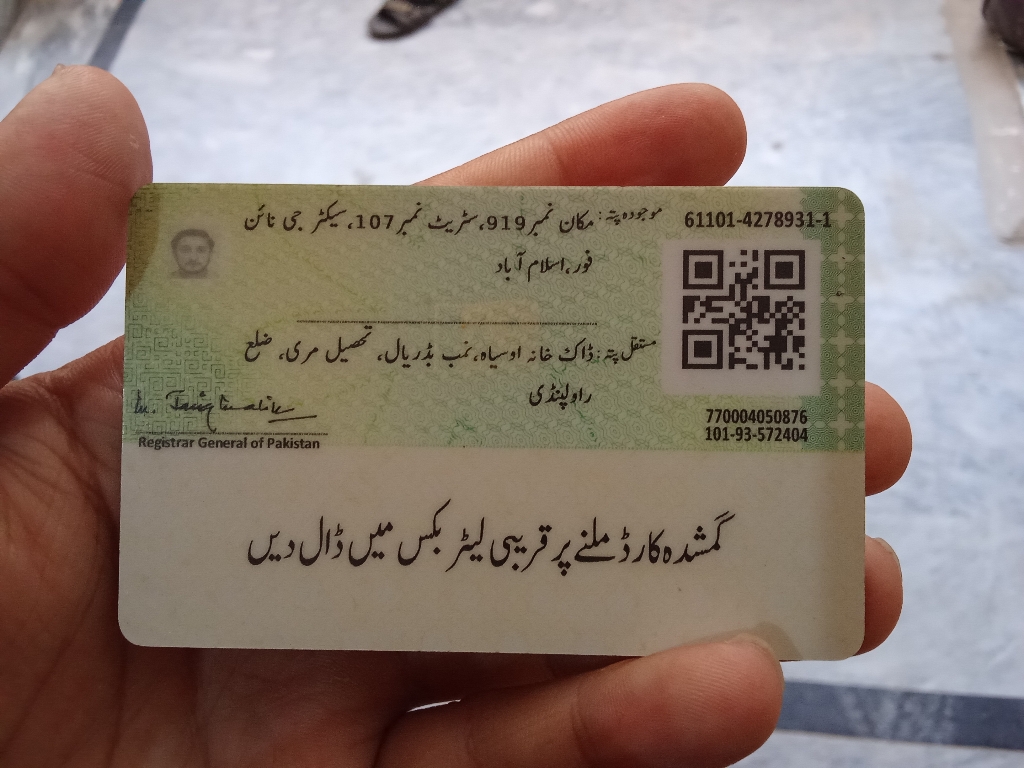 61101-4278931-1
موجودہ پتہ: مکان نمبر 919، سٹریٹ نمبر 107، سیکٹر جی نائن
فور، اسلام آباد
مستقل پتہ: ڈاک خانہ اوسیاہ، نمب بڈریال، تحصیل مری، ضلع
راولپنڈی
770004050876
101-93-572404
Registrar General of Pakistan
گمشدہ کارڈ ملنے پر قریبی لیٹر بکس میں ڈال دیں